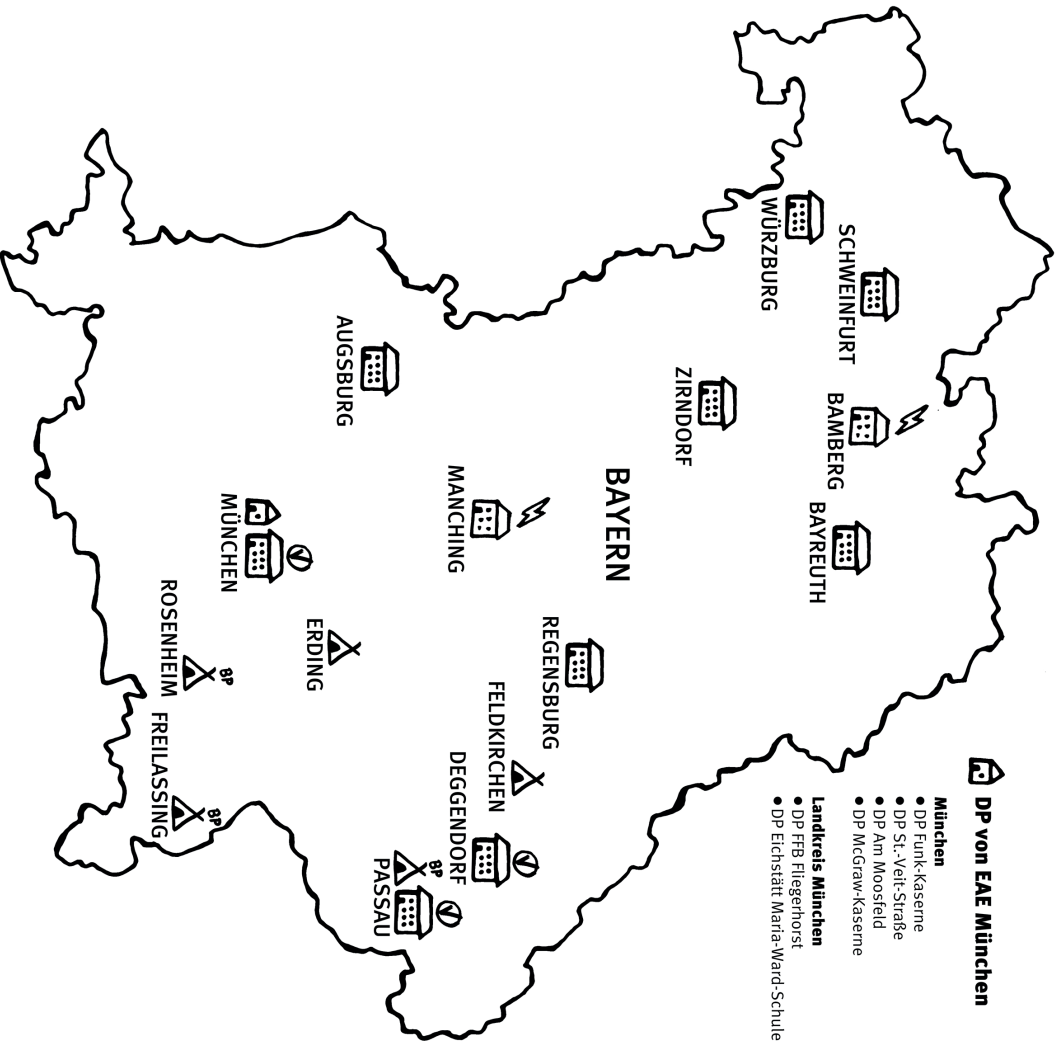 DP von EAE München
München
• DP Funk-Kaserne
• DP St.-Veit-Straße
• DP Am Moosfeld
• DP McGraw-Kaserne
Landkreis München
• DP FFB Fliegerhorst
• DP Eichstätt Maria-Ward-Schule
SCHWEINFURT
WÜRZBURG
BAMBERG
BAYREUTH
ZIRNDORF
BAYERN
REGENSBURG
MANCHING
FELDKIRCHEN
DEGGENDORF
V
BP
PASSAU
V
AUGSBURG
ERDING
V
MÜNCHEN
BP
ROSENHEIM
BP
FREILASSING